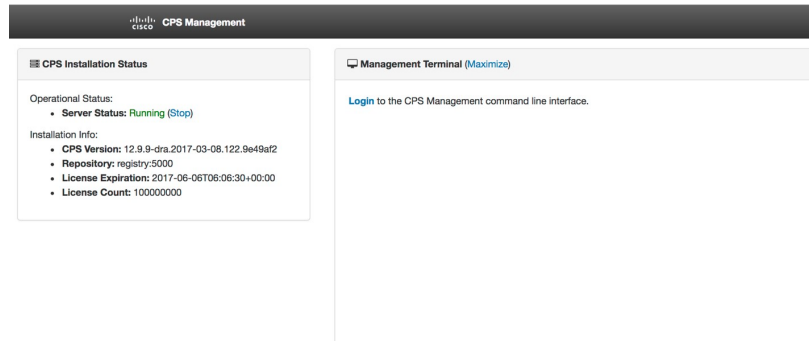 CISCO CPS Management
CPS Installation Status
Operational Status:
• Server Status: Running (Stop)
Installation Info:
• CPS Version: 12.9.9-dra.2017-03-08.122.9e49af2
• Repository: registry:5000
• License Expiration: 2017-06-06T06:06:30+00:00
• License Count: 100000000
Management Terminal (Maximize)
Login to the CPS Management command line interface.